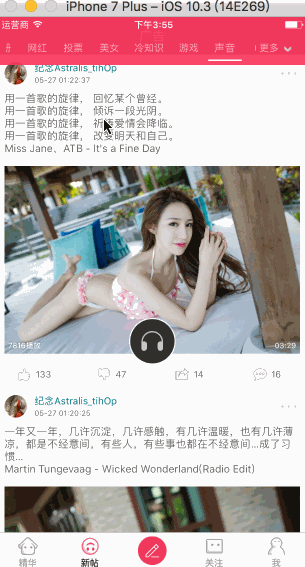 iPhone 7 Plus – iOS 10.3 (14E269)
运营商 下午3:55
网红 投票 美女 冷知识 游戏 声音 更多
纪念Astralis_tihOp
05-27 01:22:37
用一首歌的旋律， 回忆某个曾经。
用一首歌的旋律， 倾诉一段光阴。
用一首歌的旋律， 祈祷爱情会降临。
用一首歌的旋律， 改变明天和自己。
Miss Jane、ATB - It's a Fine Day
7816播放 03:29
133 47 14 16
纪念Astralis_tihOp
05-27 01:20:25
一年又一年，几许沉淀，几许感触，有几许温暖，也有几许薄
凉，都是不经意间，有些人，有些事也都在不经意间...成了习
惯...
Martin Tungevaag - Wicked Wonderland(Radio Edit)
精华 新帖 关注 我